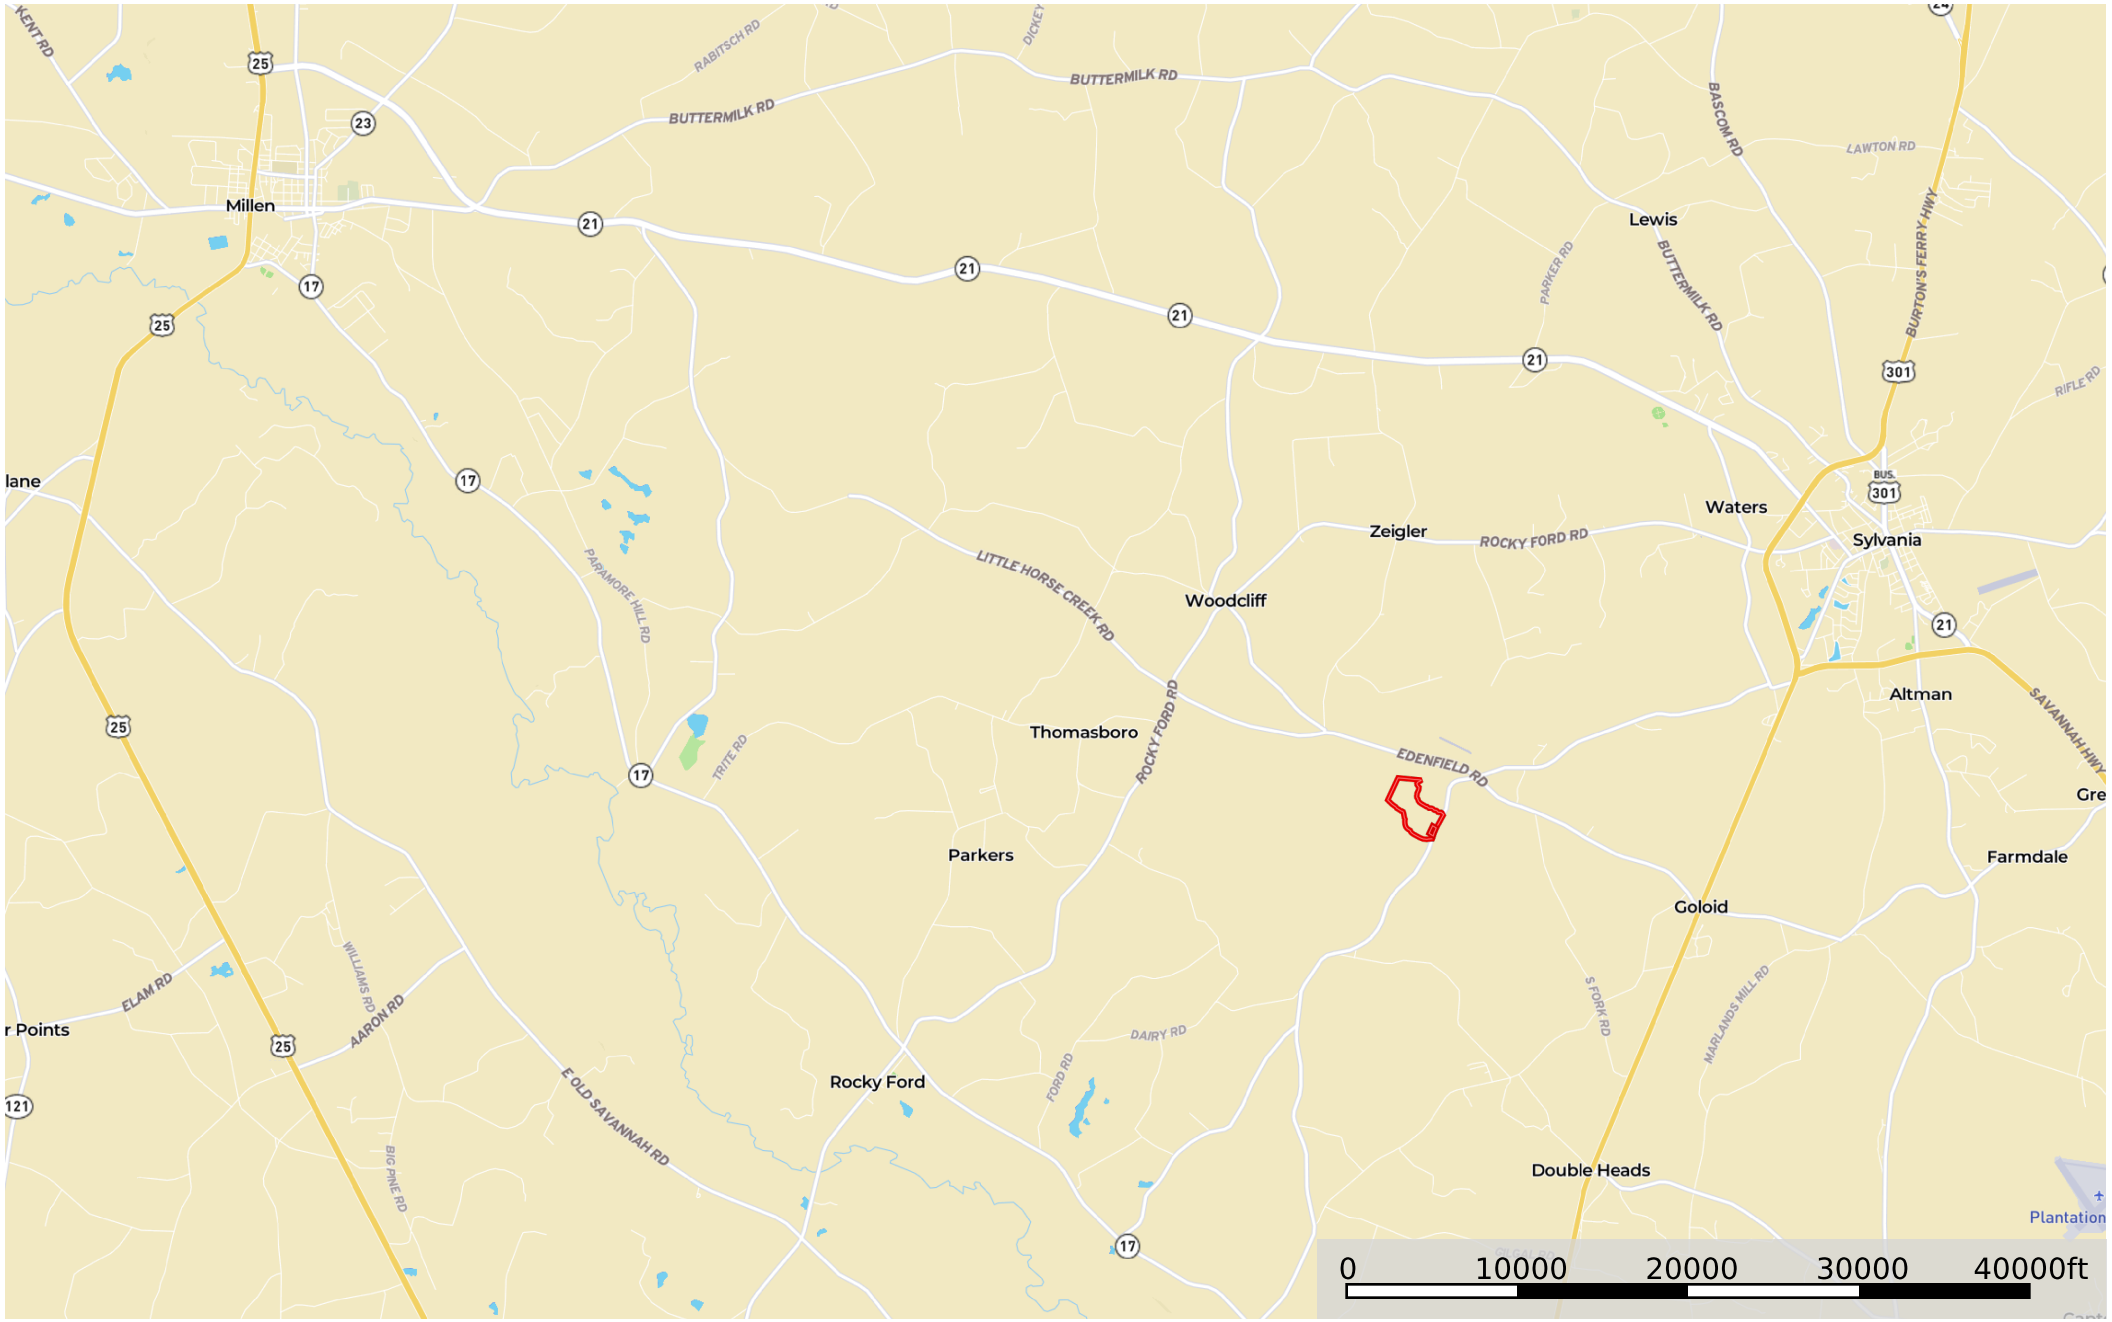 KENT RD
25
RABITSCH RD
DICKEY
24
BUTTERMILK RD
BUTTERMILK RD
23
BASCOM RD
LAWTON RD
Millen
21
Lewis
PARKER RD
BUTTERMILK RD
BURTON'S FERRY HWY
21
17
25
21
21
301
RIFLE RD
lane
17
BUS.
301
Waters
Zeigler
ROCKY FORD RD
Sylvania
PARAMORE HILL RD
LITTLE HORSE CREEK RD
Woodcliff
21
Altman
SAVANNAH HWY
25
Thomasboro
ROCKY FORD RD
TRITE RD
17
EDENFIELD RD
Gre
Parkers
Farmdale
Goloid
WILLIAMS RD
ELAM RD
AARON RD
S FORK RD
MARLANDS MILL RD
r Points
25
DAIRY RD
FORD RD
Rocky Ford
121
E OLD SAVANNAH RD
BIG PINE RD
Double Heads
Plantation
17
GILGAL RD
0 10000 20000 30000 40000ft